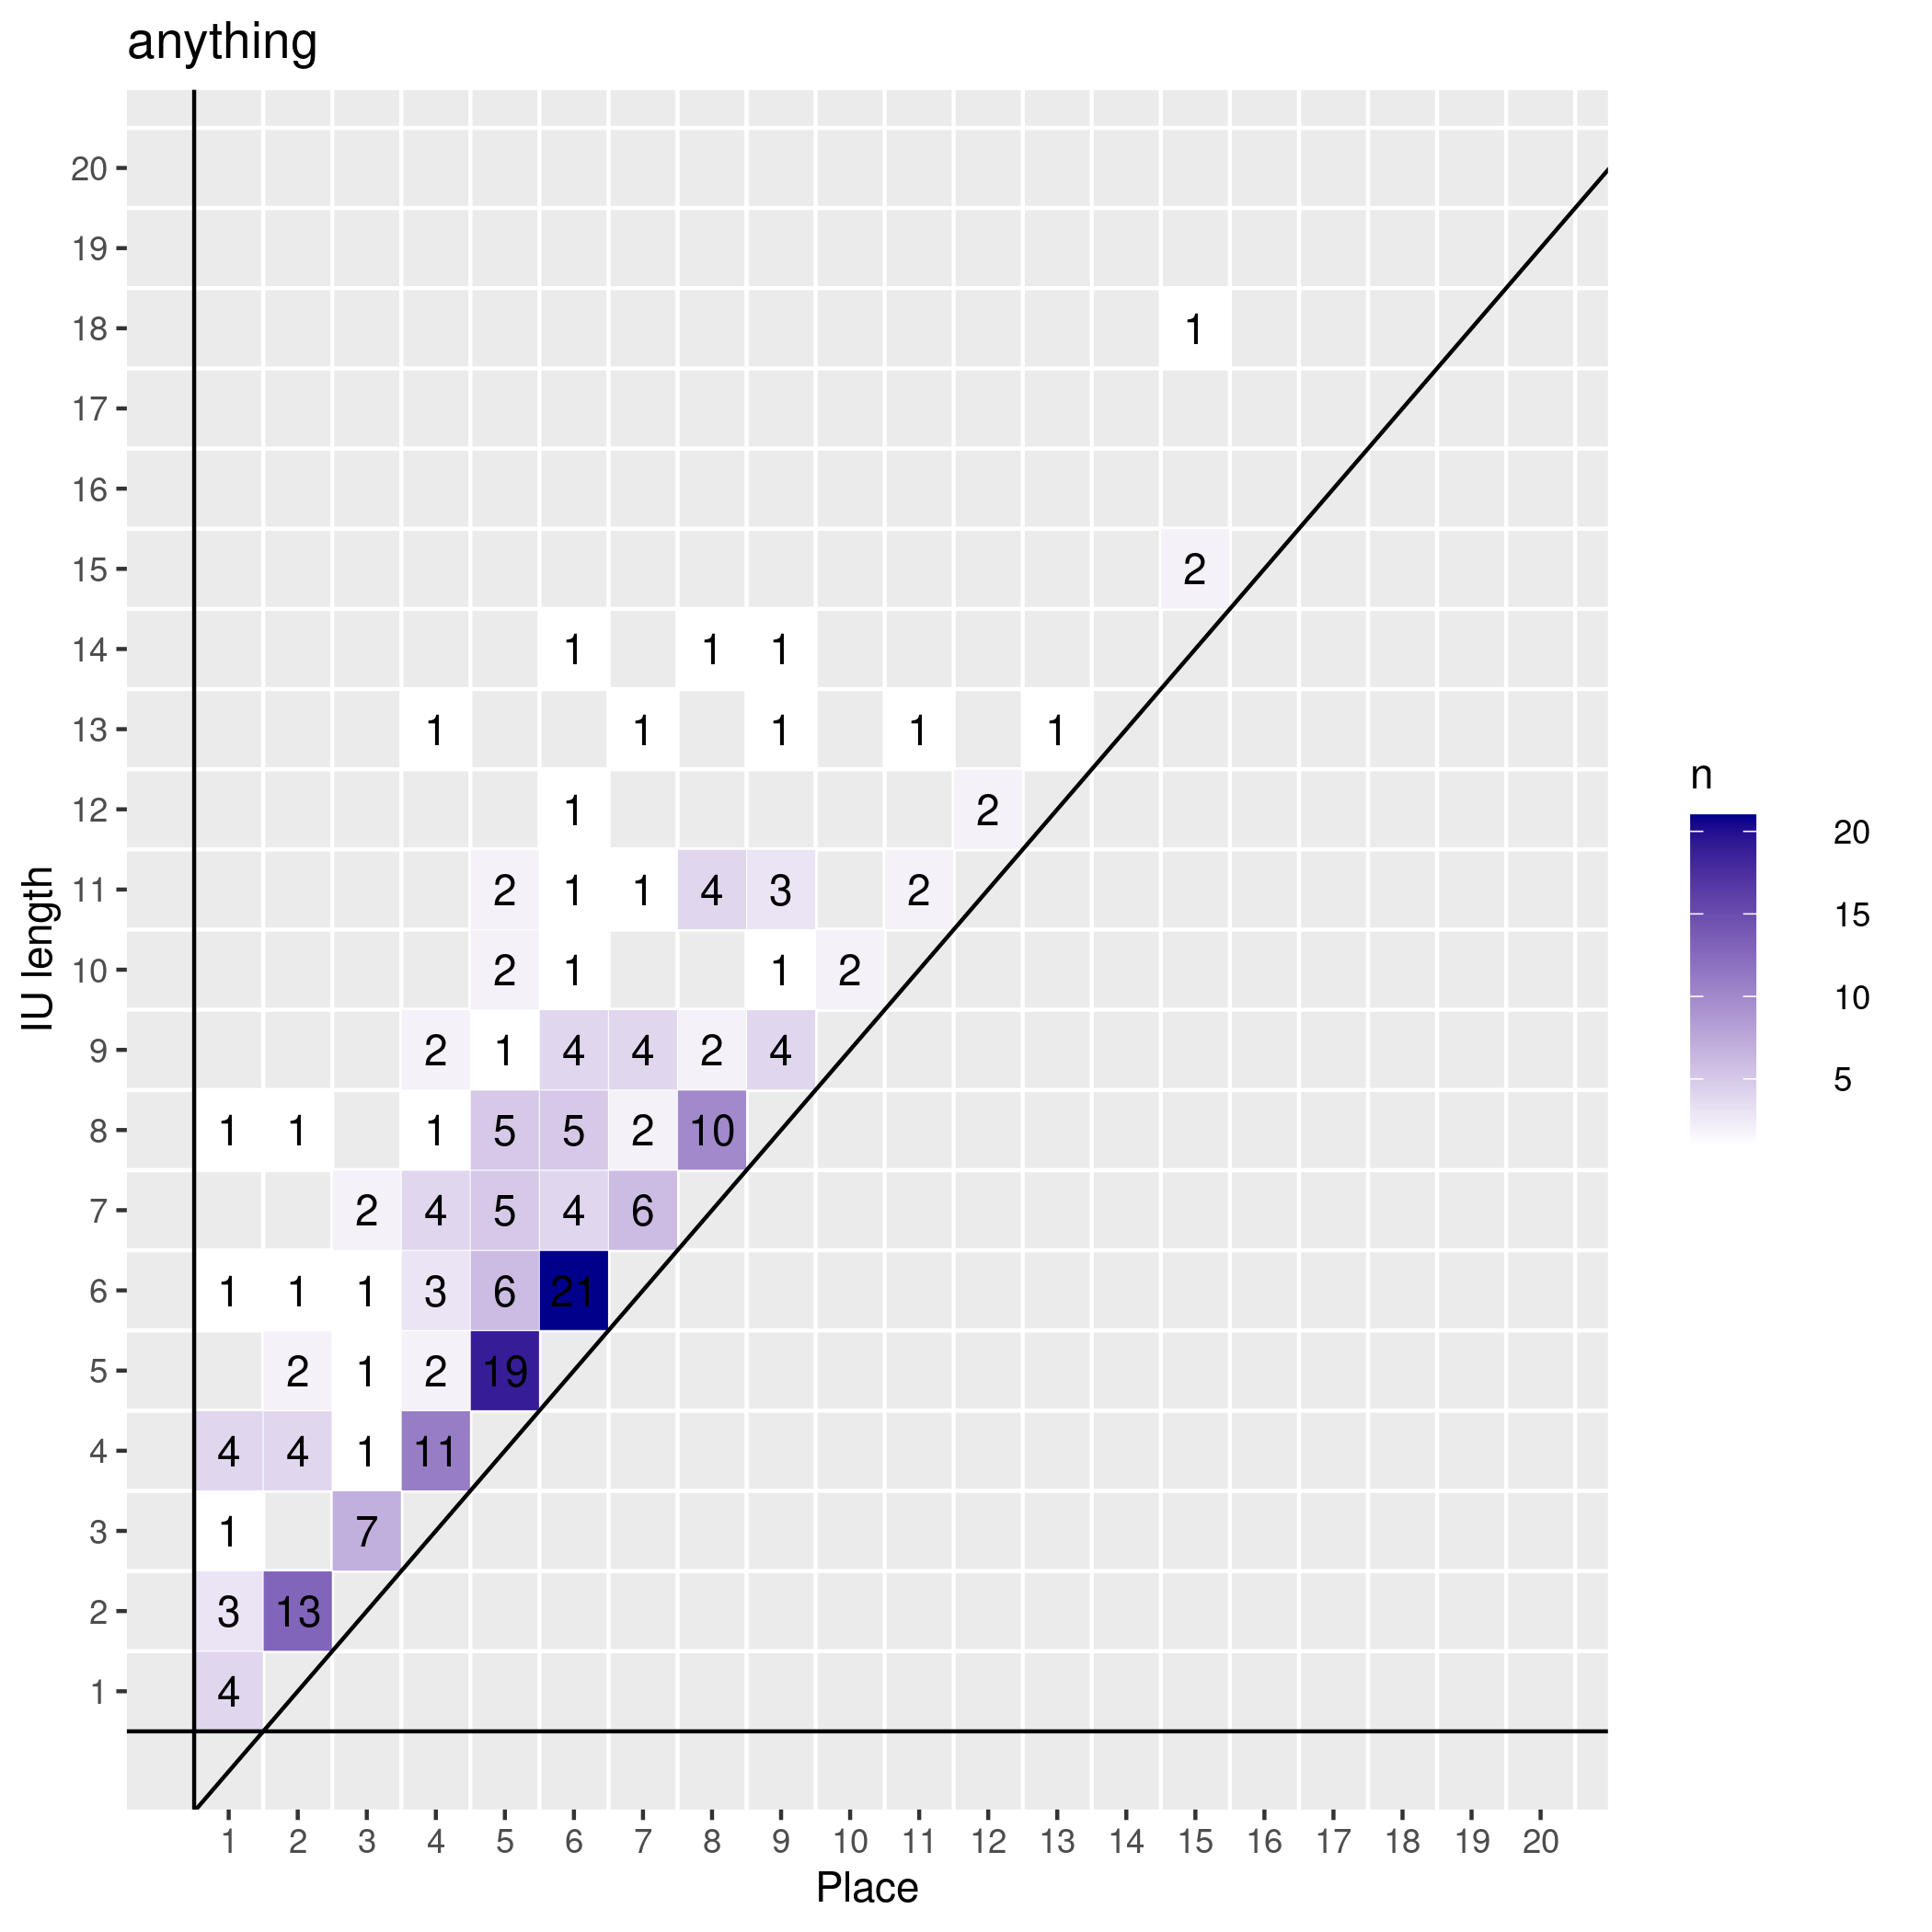 anything
20
19
18 1
17
16
15 2
14 1 1 1
13 1 1 1 1 1
12 1 2
11 2 1 1 4 3 2
10 2 1 1 2
9 2 1 4 4 2 4
8 1 1 1 5 5 2 10
7 2 4 5 4 6
6 1 1 1 3 6 21
5 2 1 2 19
4 4 4 1 11
3 1 7
2 3 13
1 4
1 2 3 4 5 6 7 8 9 10 11 12 13 14 15 16 17 18 19 20
Place
IU length
n
20
15
10
5